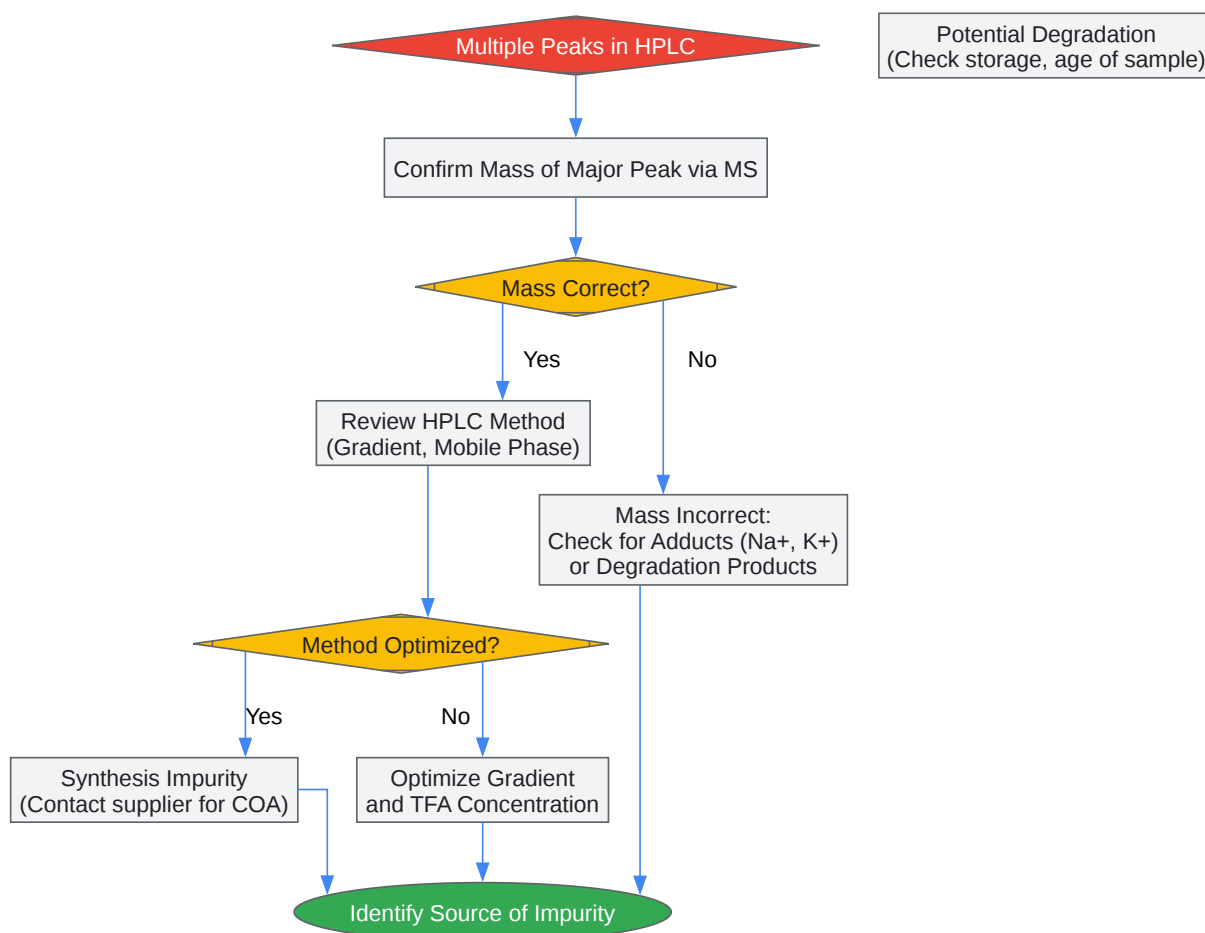 Multiple Peaks in HPLC
Potential Degradation
(Check storage, age of sample)
Confirm Mass of Major Peak via MS
Mass Correct?
Yes
No
Review HPLC Method
(Gradient, Mobile Phase)
Mass Incorrect:
Check for Adducts (Na+, K+)
or Degradation Products
Method Optimized?
Yes
No
Synthesis Impurity
(Contact supplier for COA)
Optimize Gradient
and TFA Concentration
Identify Source of Impurity